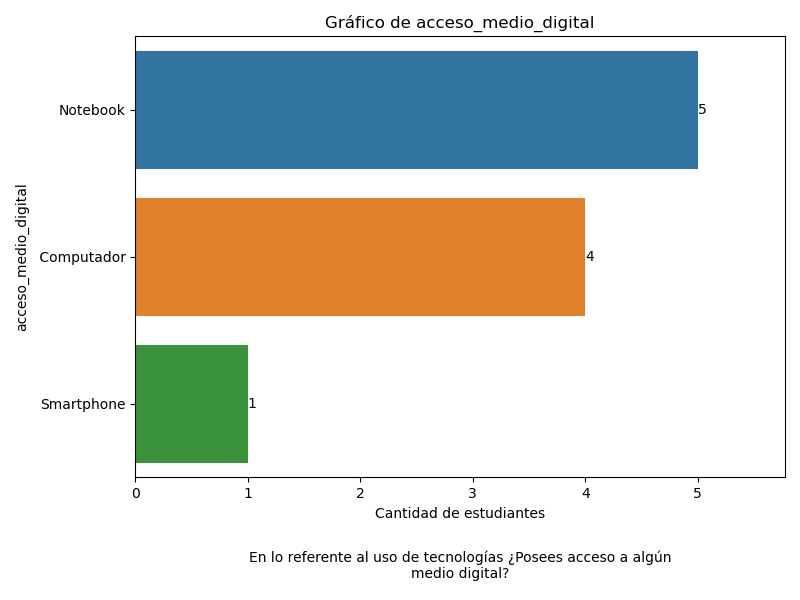 Gráfico de acceso_medio_digital
acceso_medio_digital
Notebook
5
Computador
4
Smartphone
1
0 1 2 3 4 5
Cantidad de estudiantes
En lo referente al uso de tecnologías ¿Posees acceso a algún
medio digital?